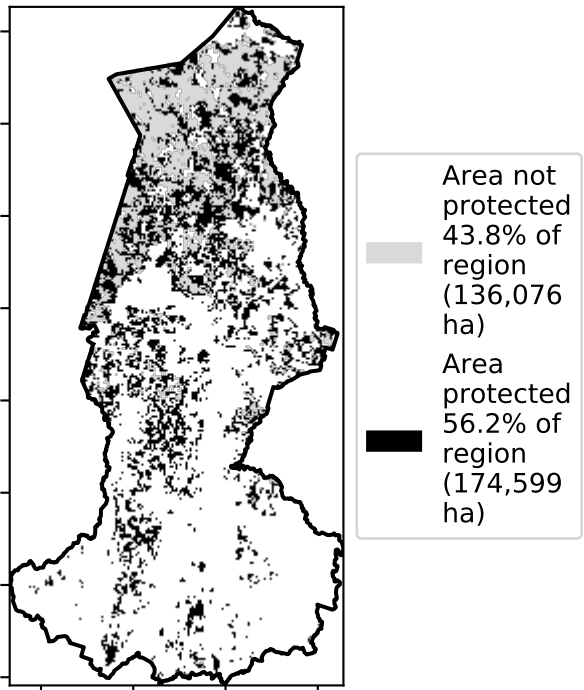 Area not
protected
43.8% of
region
(136,076
ha)
Area
protected
56.2% of
region
(174,599
ha)